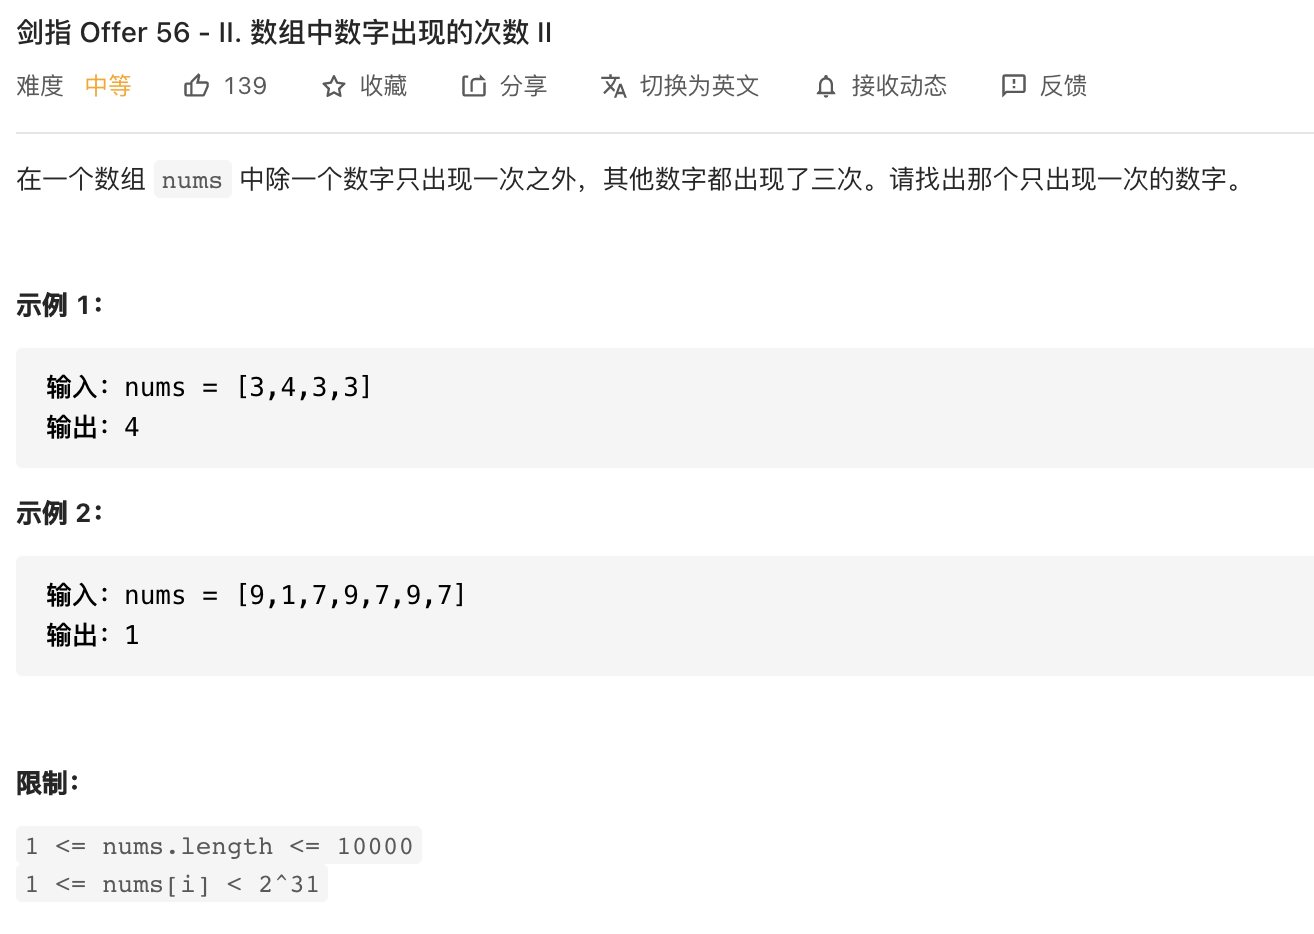 剑指 Offer 56 - II. 数组中数字出现的次数 II
难度 中等 139 收藏 分享 切换为英文 接收动态 反馈
在一个数组 nums 中除一个数字只出现一次之外，其他数字都出现了三次。请找出那个只出现一次的数字。
示例 1：
输入：nums = [3,4,3,3]
输出：4
示例 2：
输入：nums = [9,1,7,9,7,9,7]
输出：1
限制：
1 <= nums.length <= 10000
1 <= nums[i] < 2^31